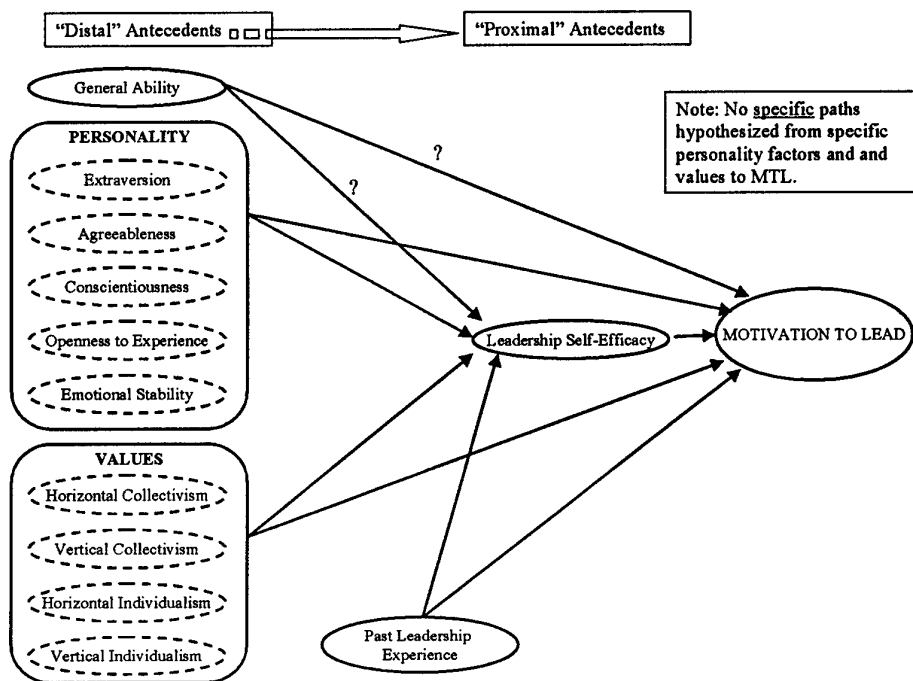 “Distal” Antecedents
“Proximal” Antecedents
General Ability
Note: No specific paths
hypothesized from specific
personality factors and and
values to MTL.
PERSONALITY
Extraversion
Agreeableness
Conscientiousness
Openness to Experience
Emotional Stability
?
?
Leadership Self-Efficacy
MOTIVATION TO LEAD
VALUES
Horizontal Collectivism
Vertical Collectivism
Horizontal Individualism
Vertical Individualism
Past Leadership
Experience